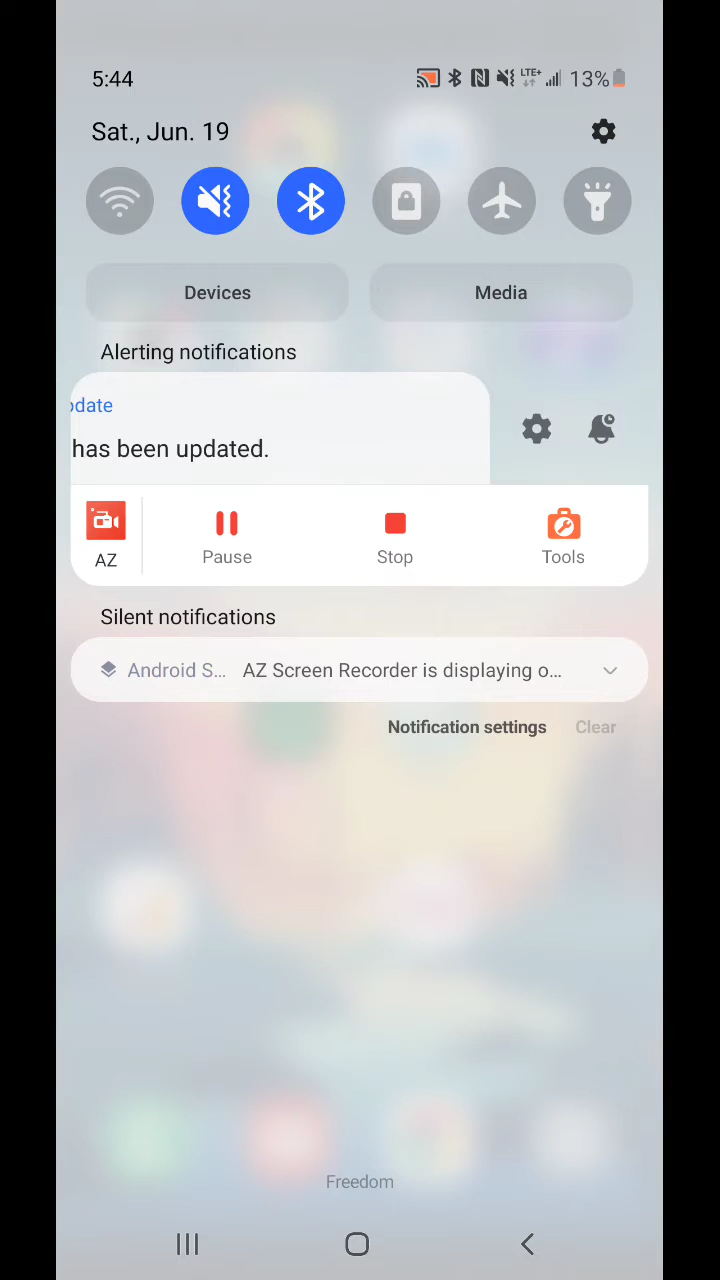 5:44
LTE+
13%
Sat., Jun. 19
Devices
Media
Alerting notifications
pdate
has been updated.
AZ
Pause
Stop
Tools
Silent notifications
Android S... AZ Screen Recorder is displaying o...
Notification settings
Clear
Freedom